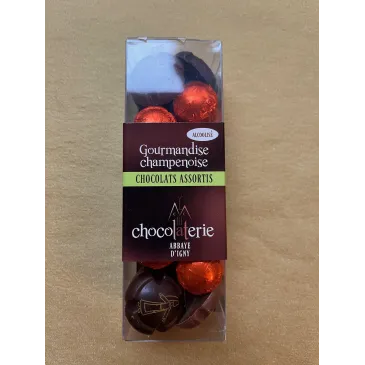 ALCOOLISÉ
Gourmandise
champenoise
CHOCOLATS ASSORTIS
chocolaterie
ABBAYE
D'IGNY